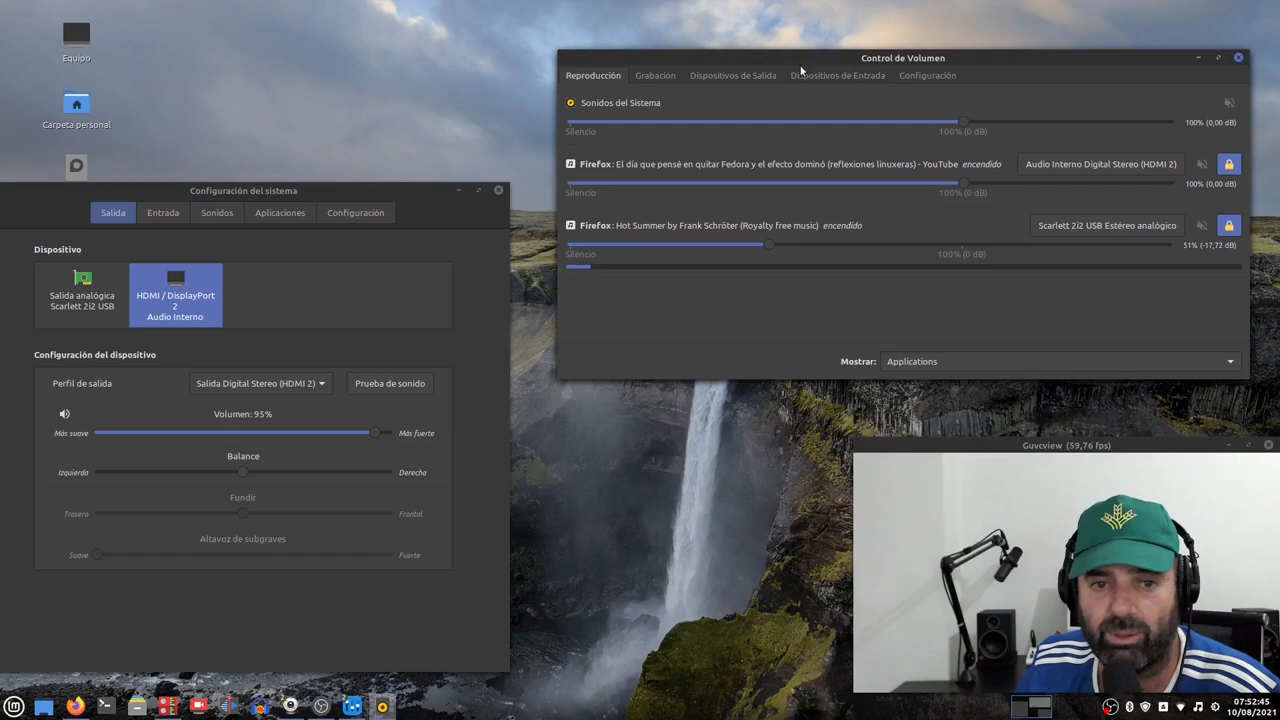 Equipo
Carpeta personal
Configuración del sistema
Salida Entrada Sonidos Aplicaciones Configuración
Dispositivo
Salida analógica
Scarlett 2i2 USB
HDMI / DisplayPort
2
Audio Interno
Configuración del dispositivo
Perfil de salida
Salida Digital Stereo (HDMI 2)
Prueba de sonido
Volumen: 95%
Más suave
Más fuerte
Balance
Izquierda
Derecha
Fundir
Trasero
Frontal
Altavoz de subgraves
Suave
Fuerte
Control de Volumen
Reproducción Grabación Dispositivos de Salida Dispositivos de Entrada Configuración
Sonidos del Sistema
100% (0,00 dB)
Silencio
100% (0 dB)
Firefox: El día que pensé en quitar Fedora y el efecto dominó (reflexiones linuxeras) - YouTube encendido
Audio Interno Digital Stereo (HDMI 2)
100% (0,00 dB)
Silencio
100% (0 dB)
Firefox: Hot Summer by Frank Schröter (Royalty free music) encendido
Scarlett 2i2 USB Estéreo analógico
51% (-17,72 dB)
Silencio
100% (0 dB)
Mostrar: Applications
Guvcview (59,76 fps)
07:52:45
10/08/2021